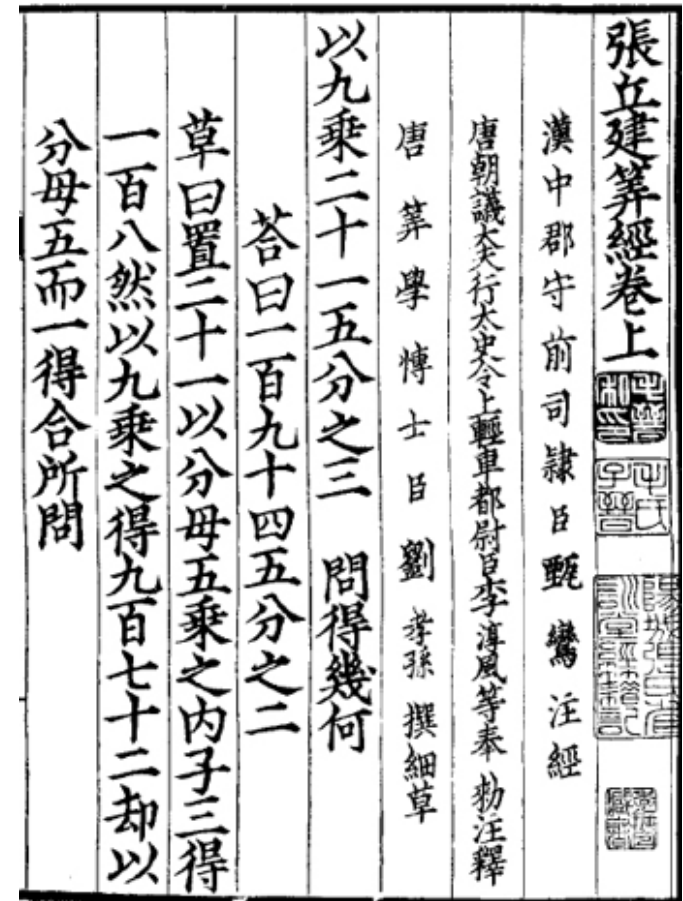 張丘建筭經卷上
漢中郡守前司隸臣甄鸞注經
唐朝議大夫行太史令上輕車都尉臣李淳風等奉勑注釋
唐筭學博士臣劉孝孫撰細草
以九乘二十一五分之三 問得幾何
荅曰一百九十四五分之二
草曰置二十一以分母五乘之内子三得
一百八然以九乘之得九百七十二却以
分母五而一得合所問